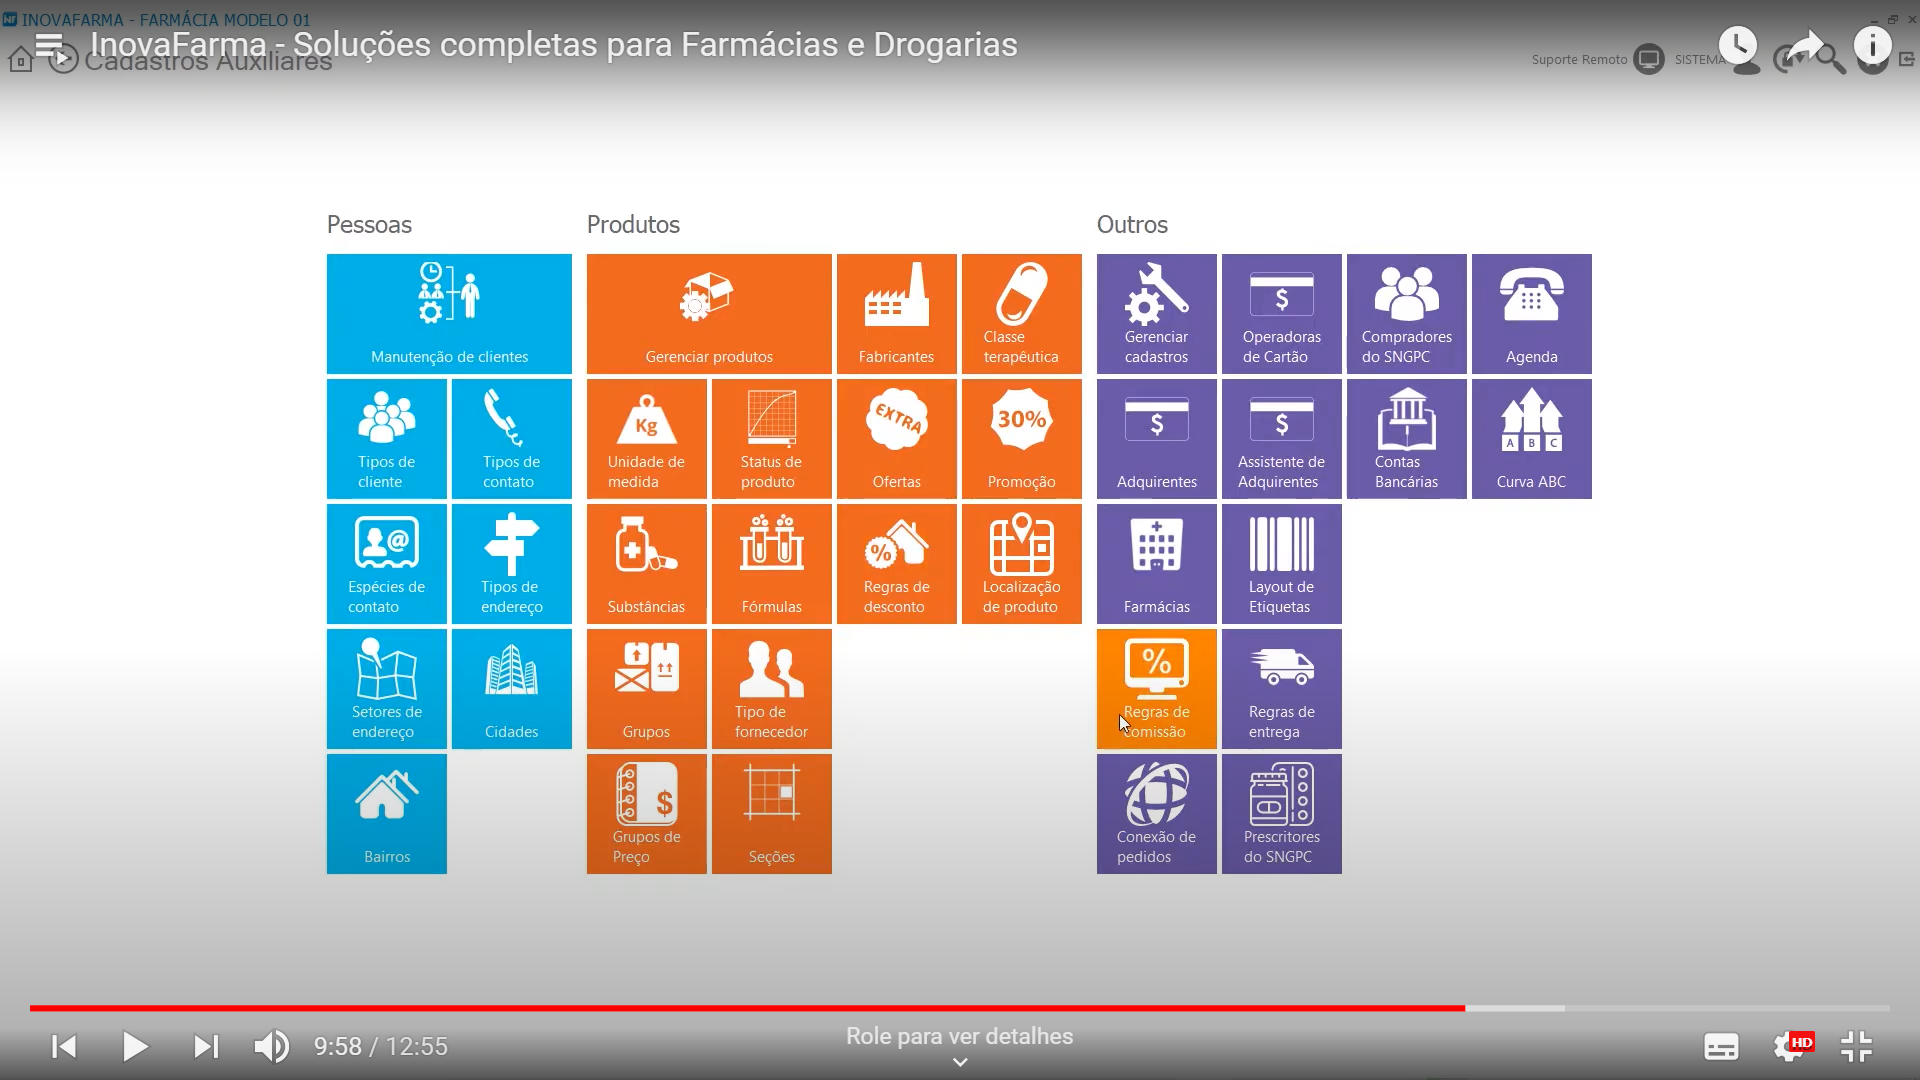 INOVAFARMA - FARMÁCIA MODELO 01
InovaFarma - Soluções completas para Farmácias e Drogarias
Cadastros Auxiliares
Suporte Remoto
SISTEMA
Pessoas
Manutenção de clientes
Tipos de
cliente
Tipos de
contato
Espécies de
contato
Tipos de
endereço
Setores de
endereço
Cidades
Bairros
Produtos
Gerenciar produtos
Fabricantes
Classe
terapêutica
Kg
Unidade de
medida
Status de
produto
EXTRA
Ofertas
30%
Promoção
Substâncias
Fórmulas
%
Regras de
desconto
Localização
de produto
Grupos
Tipo de
fornecedor
$
Grupos de
Preço
Seções
Outros
Gerenciar
cadastros
$
Operadoras
de Cartão
Compradores
do SNGPC
Agenda
$
Adquirentes
$
Assistente de
Adquirentes
Contas
Bancárias
A B C
Curva ABC
Farmácias
Layout de
Etiquetas
%
Regras de
comissão
Regras de
entrega
Conexão de
pedidos
Prescritores
do SNGPC
9:58 / 12:55
Role para ver detalhes
HD